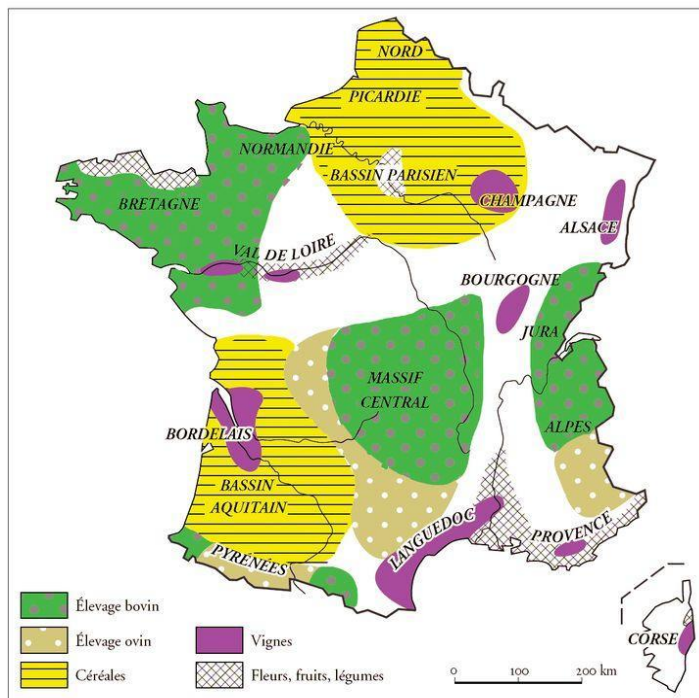 NORD
PICARDIE
NORMANDIE
BASSIN PARISIEN
CHAMPAGNE
BRETAGNE
ALSACE
VAL DE LOIRE
BOURGOGNE
JURA
MASSIF
CENTRAL
ALPES
BORDELAIS
BASSIN
AQUITAIN
LANGUEDOC
PROVENCE
PYRÉNÉES
CORSE
Élevage bovin
Élevage ovin
Céréales
Vignes
Fleurs, fruits, légumes
0 100 200 km